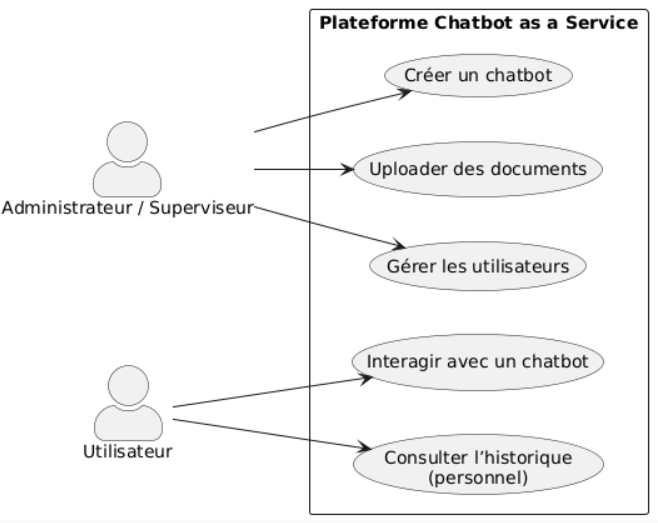 Plateforme Chatbot as a Service
Créer un chatbot
Uploader des documents
Administrateur / Superviseur
Gérer les utilisateurs
Interagir avec un chatbot
Utilisateur
Consulter l’historique
(personnel)